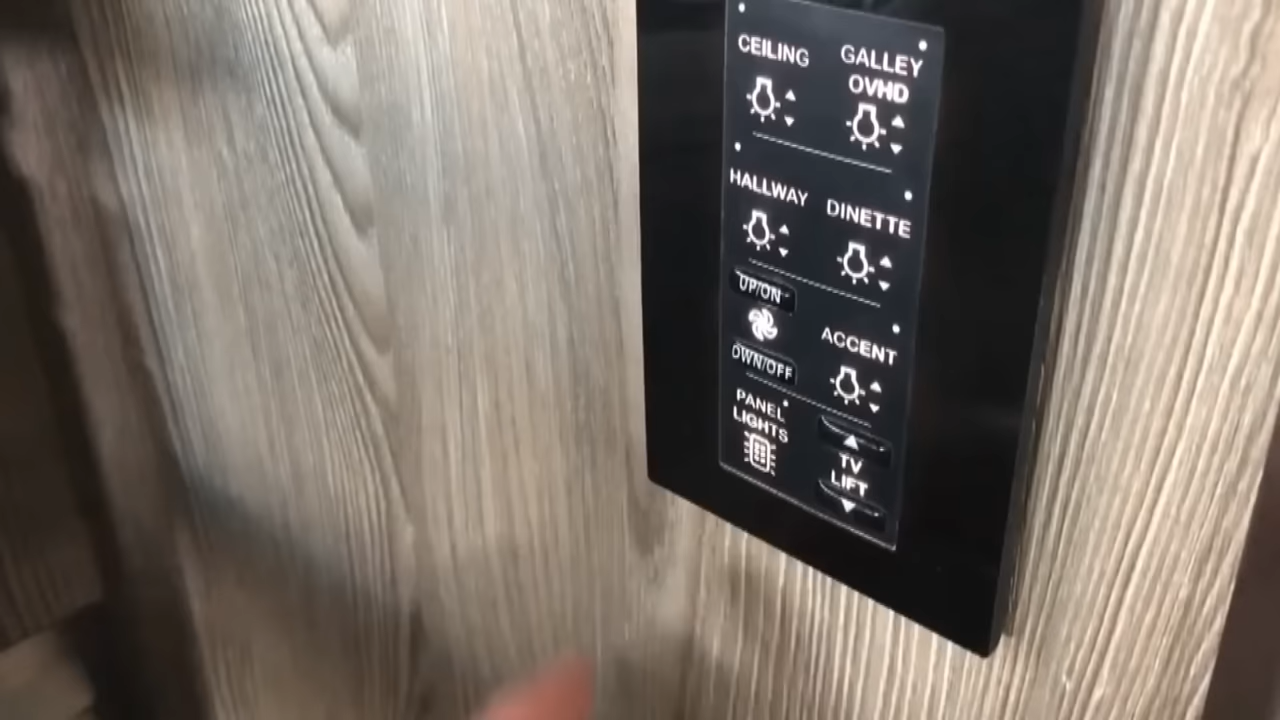 CEILING
GALLEY
OVHD
HALLWAY
DINETTE
UP/ON
OWN/OFF
ACCENT
PANEL
LIGHTS
TV
LIFT